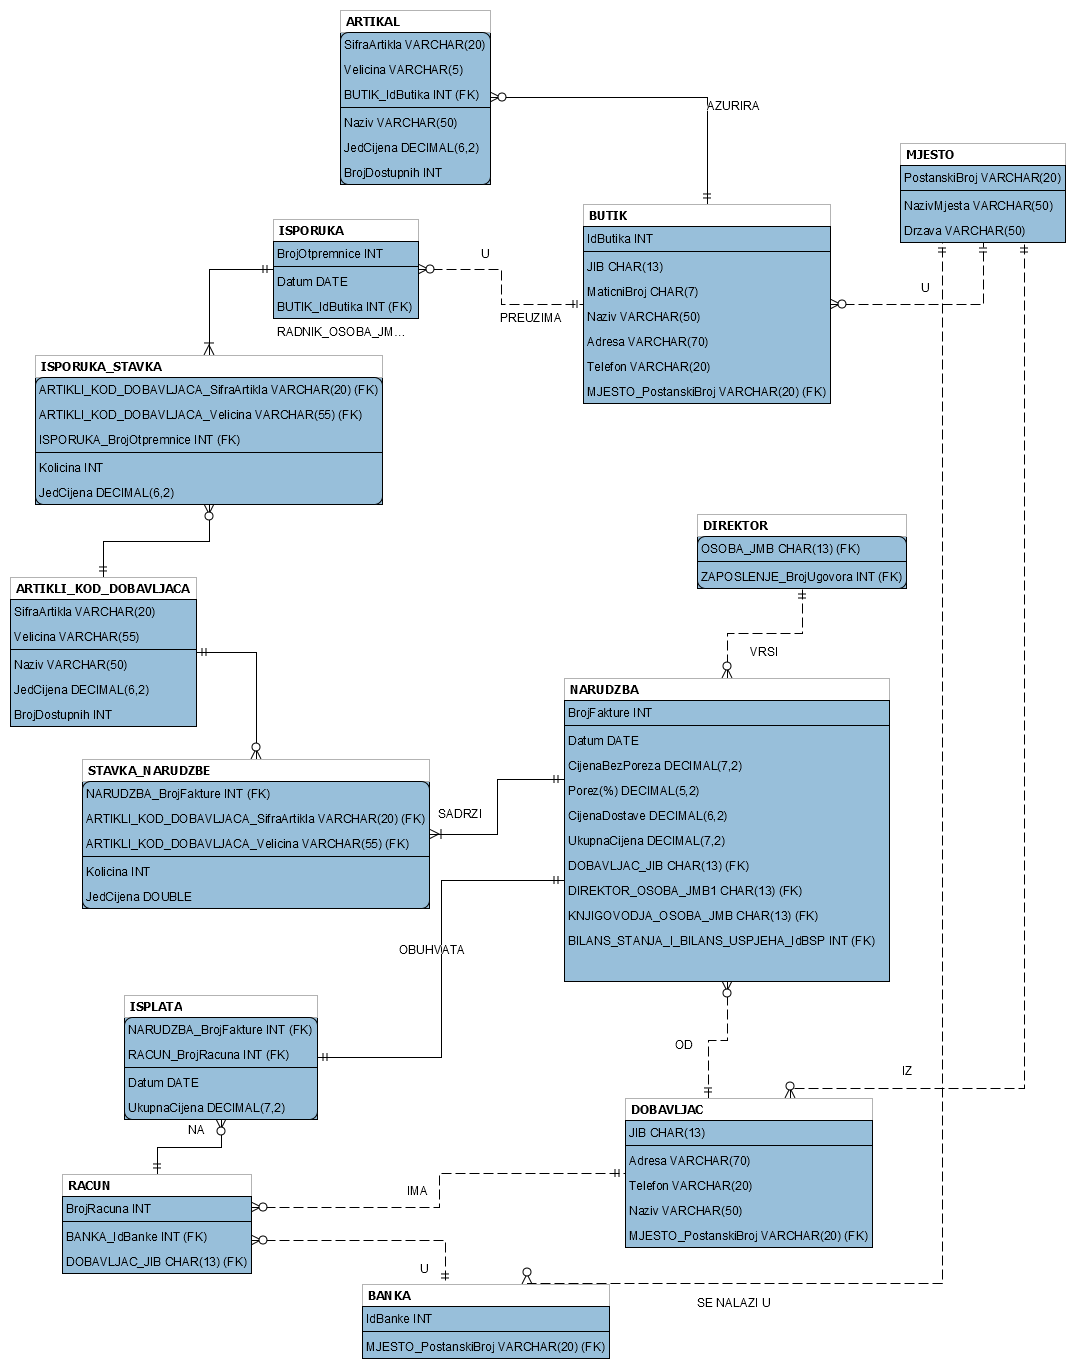 ARTIKAL
SifraArtikla VARCHAR(20)
Velicina VARCHAR(5)
BUTIK_IdButika INT (FK)
Naziv VARCHAR(50)
JedCijena DECIMAL(6,2)
BrojDostupnih INT
AZURIRA
MJESTO
PostanskiBroj VARCHAR(20)
NazivMjesta VARCHAR(50)
Drzava VARCHAR(50)
BUTIK
IdButika INT
JIB CHAR(13)
MaticniBroj CHAR(7)
Naziv VARCHAR(50)
Adresa VARCHAR(70)
Telefon VARCHAR(20)
MJESTO_PostanskiBroj VARCHAR(20) (FK)
U
ISPORUKA
BrojOtpremnice INT
Datum DATE
BUTIK_IdButika INT (FK)
RADNIK_OSOBA_JM...
U
PREUZIMA
ISPORUKA_STAVKA
ARTIKLI_KOD_DOBAVLJACA_SifraArtikla VARCHAR(20) (FK)
ARTIKLI_KOD_DOBAVLJACA_Velicina VARCHAR(55) (FK)
ISPORUKA_BrojOtpremnice INT (FK)
Kolicina INT
JedCijena DECIMAL(6,2)
DIREKTOR
OSOBA_JMB CHAR(13) (FK)
ZAPOSLENJE_BrojUgovora INT (FK)
VRSI
ARTIKLI_KOD_DOBAVLJACA
SifraArtikla VARCHAR(20)
Velicina VARCHAR(55)
Naziv VARCHAR(50)
JedCijena DECIMAL(6,2)
BrojDostupnih INT
NARUDZBA
BrojFakture INT
Datum DATE
CijenaBezPoreza DECIMAL(7,2)
Porez(%) DECIMAL(5,2)
CijenaDostave DECIMAL(6,2)
UkupnaCijena DECIMAL(7,2)
DOBAVLJAC_JIB CHAR(13) (FK)
DIREKTOR_OSOBA_JMB1 CHAR(13) (FK)
KNJIGOVODJA_OSOBA_JMB CHAR(13) (FK)
BILANS_STANJA_I_BILANS_USPJEHA_IdBSP INT (FK)
STAVKA_NARUDZBE
NARUDZBA_BrojFakture INT (FK)
ARTIKLI_KOD_DOBAVLJACA_SifraArtikla VARCHAR(20) (FK)
ARTIKLI_KOD_DOBAVLJACA_Velicina VARCHAR(55) (FK)
Kolicina INT
JedCijena DOUBLE
SADRZI
OBUHVATA
ISPLATA
NARUDZBA_BrojFakture INT (FK)
RACUN_BrojRacuna INT (FK)
Datum DATE
UkupnaCijena DECIMAL(7,2)
NA
OD
IZ
DOBAVLJAC
JIB CHAR(13)
Adresa VARCHAR(70)
Telefon VARCHAR(20)
Naziv VARCHAR(50)
MJESTO_PostanskiBroj VARCHAR(20) (FK)
RACUN
BrojRacuna INT
BANKA_IdBanke INT (FK)
DOBAVLJAC_JIB CHAR(13) (FK)
IMA
U
BANKA
IdBanke INT
MJESTO_PostanskiBroj VARCHAR(20) (FK)
SE NALAZI U